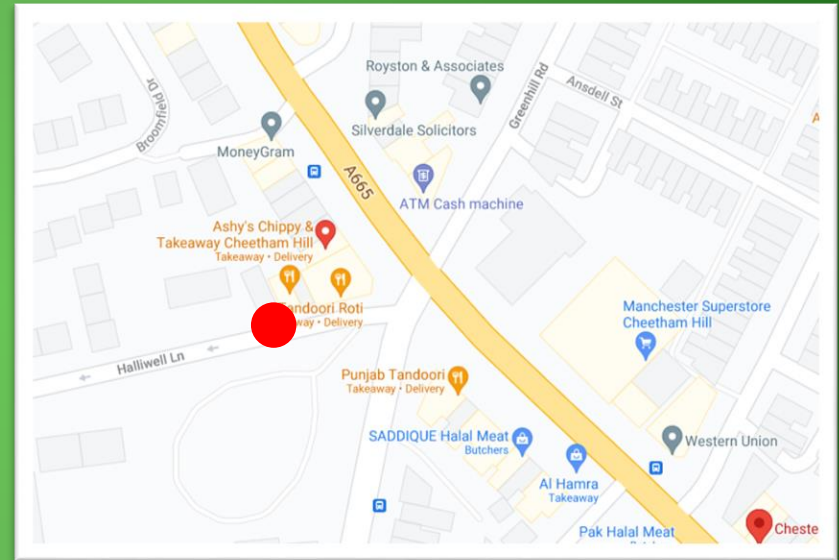 Royston & Associates
Greenhill Rd
Ansdell St
Broomfield Dr
Silverdale Solicitors
MoneyGram
A665
ATM Cash machine
Ashy's Chippy &
Takeaway Cheetham Hill
Takeaway • Delivery
Roti
Delivery
Manchester Superstore
Cheetham Hill
Halliwell Ln
Punjab Tandoori
Takeaway • Delivery
SADDIQUE Halal Meat
Butchers
Western Union
Al Hamra
Takeaway
Pak Halal Meat
Cheste